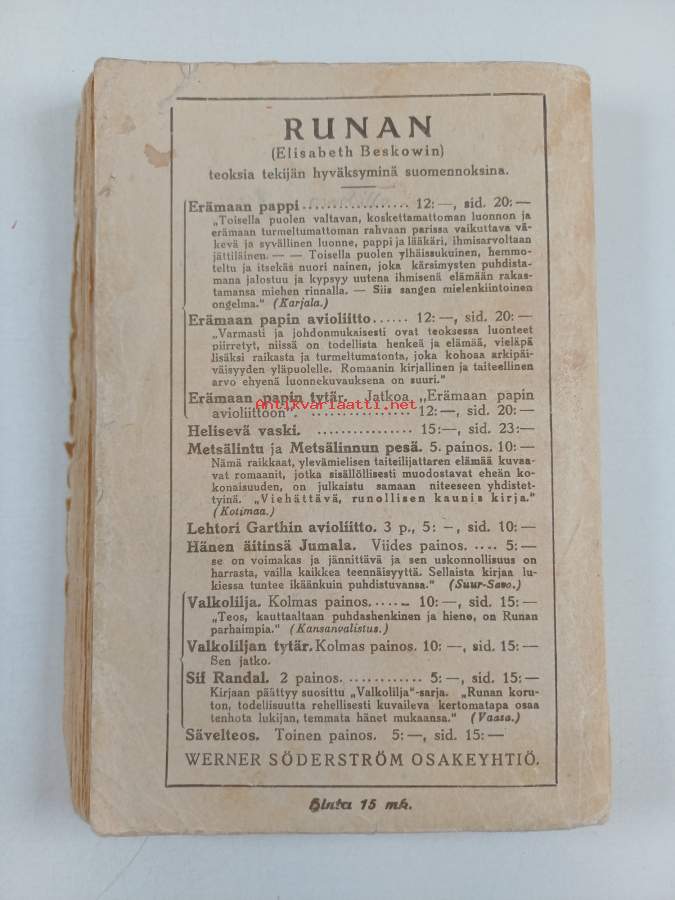 RUNAN
(Elisabeth Beskowin)
teoksia tekijän hyväksyminä suomennoksina.
Erämaan pappi................. 12: —, sid. 20: —
„Toisella puolen valtavan, koskettamattoman luonnon ja
erämaan turmeltumattoman rahvaan parissa vaikuttava vä-
kevä ja syvällinen luonne, pappi ja lääkäri, ihmisarvoltaan
jättiläinen. — — Toisella puolen ylhäissukuinen, hemmo-
teltu ja itsekäs nuori nainen, joka kärsimysten puhdista-
mana jalostuu ja kypsyy uutena ihmisenä elämään rakas-
tamansa miehen rinnalla. — Siis sangen mielenkiintoinen
ongelma.“ (Karjala.)
Erämaan papin avioliitto...... 12: —, sid. 20: —
„Varmasti ja johdonmukaisesti ovat teoksessa luonteet
piirretyt, niissä on todellista henkeä ja elämää, vieläpä
lisäksi raikasta ja turmeltumatonta, joka kohoaa arkipäi-
väisyyden yläpuolelle. Romaanin kirjallinen ja taiteellinen
arvo ehyenä luonnekuvauksena on suuri.“
Erämaan papin tytär. Jatkoa „Erämaan papin
antikvariaatti.net
avioliittoon“. 12: —, sid. 20: —
Helisevä vaski. ................ 15: —, sid. 23: —
Metsälintu ja Metsälinnun pesä. 5. painos. 10: —
Nämä raikkaat, ylevämielisen taiteilijattaren elämää kuvaa-
vat romaanit, jotka sisällöllisesti muodostavat eheän ko-
konaisuuden, on julkaistu samaan niteeseen yhdistet-
tyinä. „Viehättävä, runollisen kaunis kirja.“
(Kotimaa.)
Lehtori Garthin avioliitto. 3 p., 5: —, sid. 10: —
Hänen äitinsä Jumala. Viides painos. .... 5: —
se on voimakas ja jännittävä ja sen uskonnollisuus on
harrasta, vailla kaikkea teennäisyyttä. Sellaista kirjaa lu-
kiessa tuntee ikäänkuin puhdistuvansa.“ (Suur-Savo.)
Valkolilja. Kolmas painos...... 10: —, sid. 15: —
„Teos, kauttaaltaan puhdashenkinen ja hieno, on Runan
parhaimpia.“ (Kansanvalistus.)
Valkoliljan tytär. Kolmas painos. 10: —, sid. 15: —
Sen jatko.
Sif Randal. 2 painos. ............ 5: —, sid. 15: —
Kirjaan päättyy suosittu „Valkolilja“-sarja. „Runan koru-
ton, todellisuutta rehellisesti kuvaileva kertomatapa osaa
tenhota lukijan, temmata hänet mukaansa.“ (Vaasa.)
Sävelteos. Toinen painos. 5: —, sid. 15: —
WERNER SÖDERSTRÖM OSAKEYHTIÖ.
Hinta 15 mk.